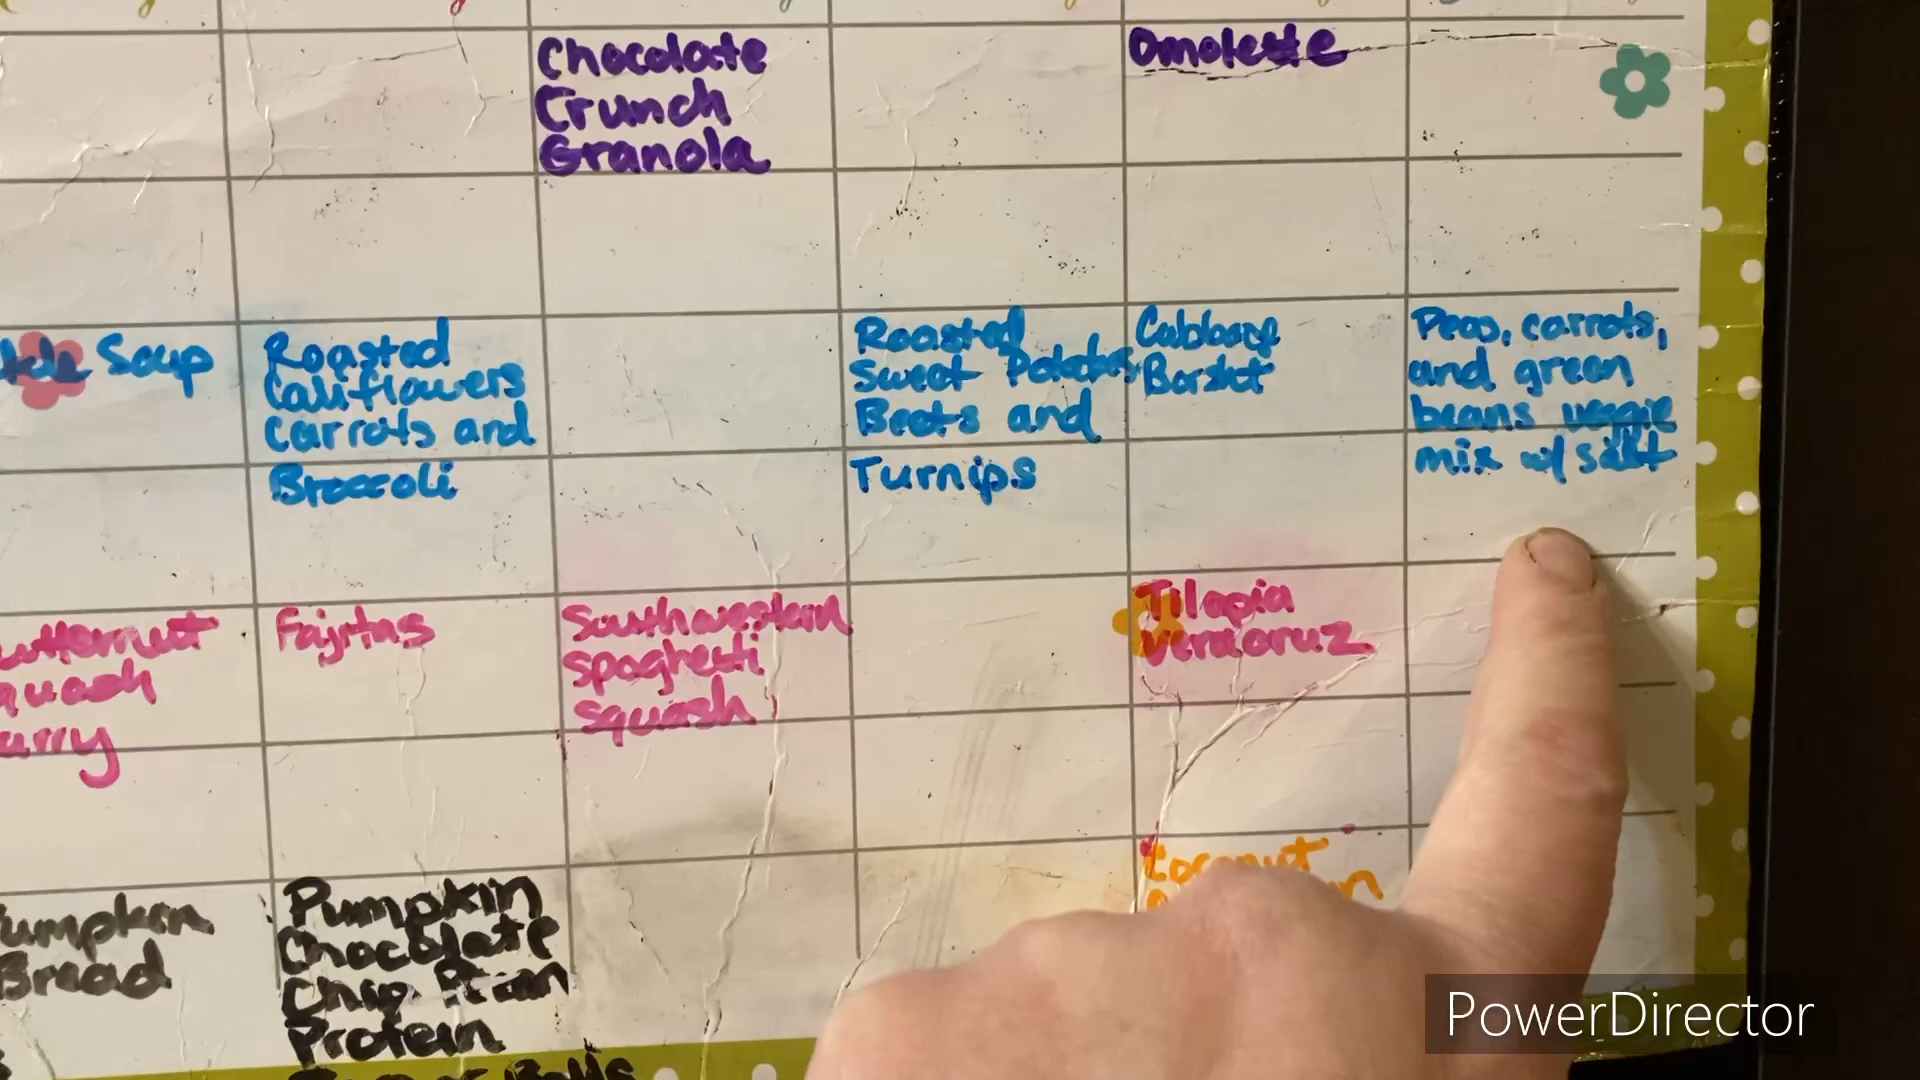 Chocolate
Crunch
Granola
Omolette
Soup
Roasted
Califlowers
carrots and
Broccoli
Roasted
Sweet Potatoes,
Beets and
Turnips
Cabbage
Borsht
Peas, carrots,
and green
beans veggie
mix w/ salt
Fajitas
Southwestern
spaghetti
squash
Tilapia
Veracruz
Coconut
Bread
Pumpkin
Chocolate
Chip
Protein
Balls
PowerDirector